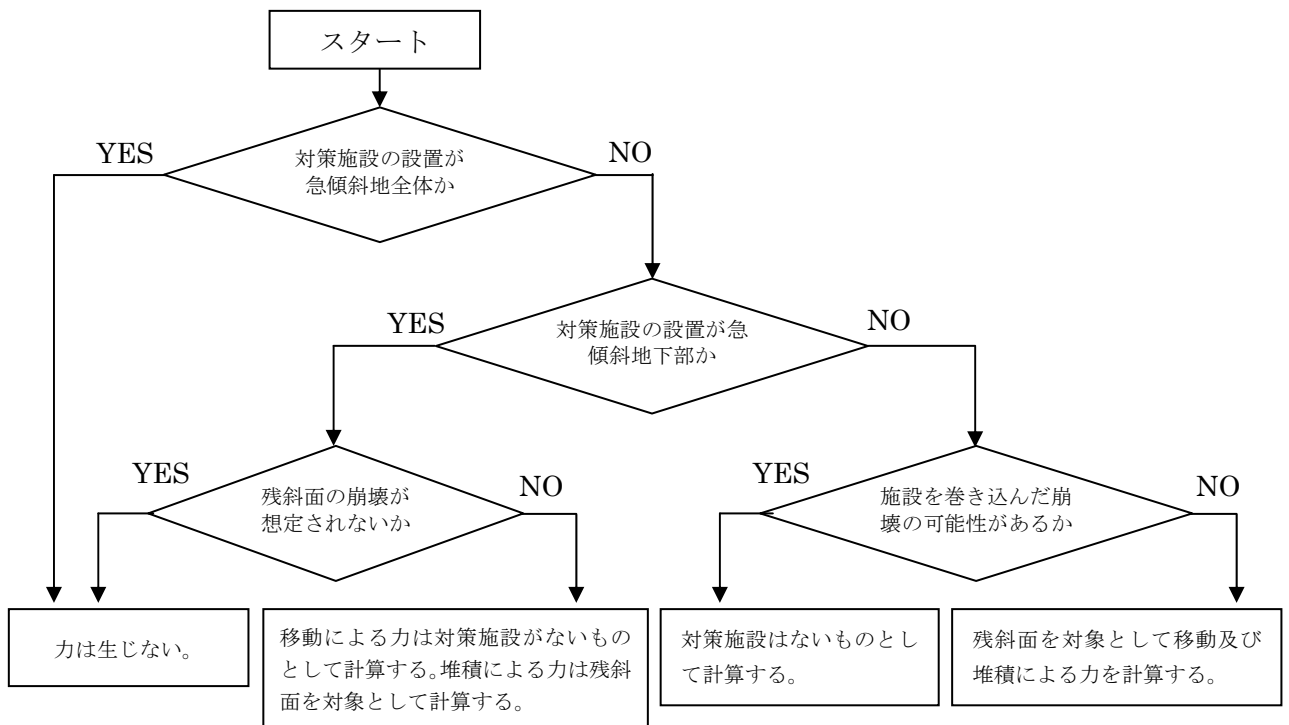 スタート
YES
NO
対策施設の設置が
急傾斜地全体か
YES
NO
対策施設の設置が急
傾斜地下部か
YES
NO
残斜面の崩壊が
想定されないか
YES
NO
施設を巻き込んだ崩
壊の可能性があるか
力は生じない。
移動による力は対策施設がないもの
として計算する。堆積による力は残斜
面を対象として計算する。
対策施設はないものとし
て計算する。
残斜面を対象として移動及び
堆積による力を計算する。